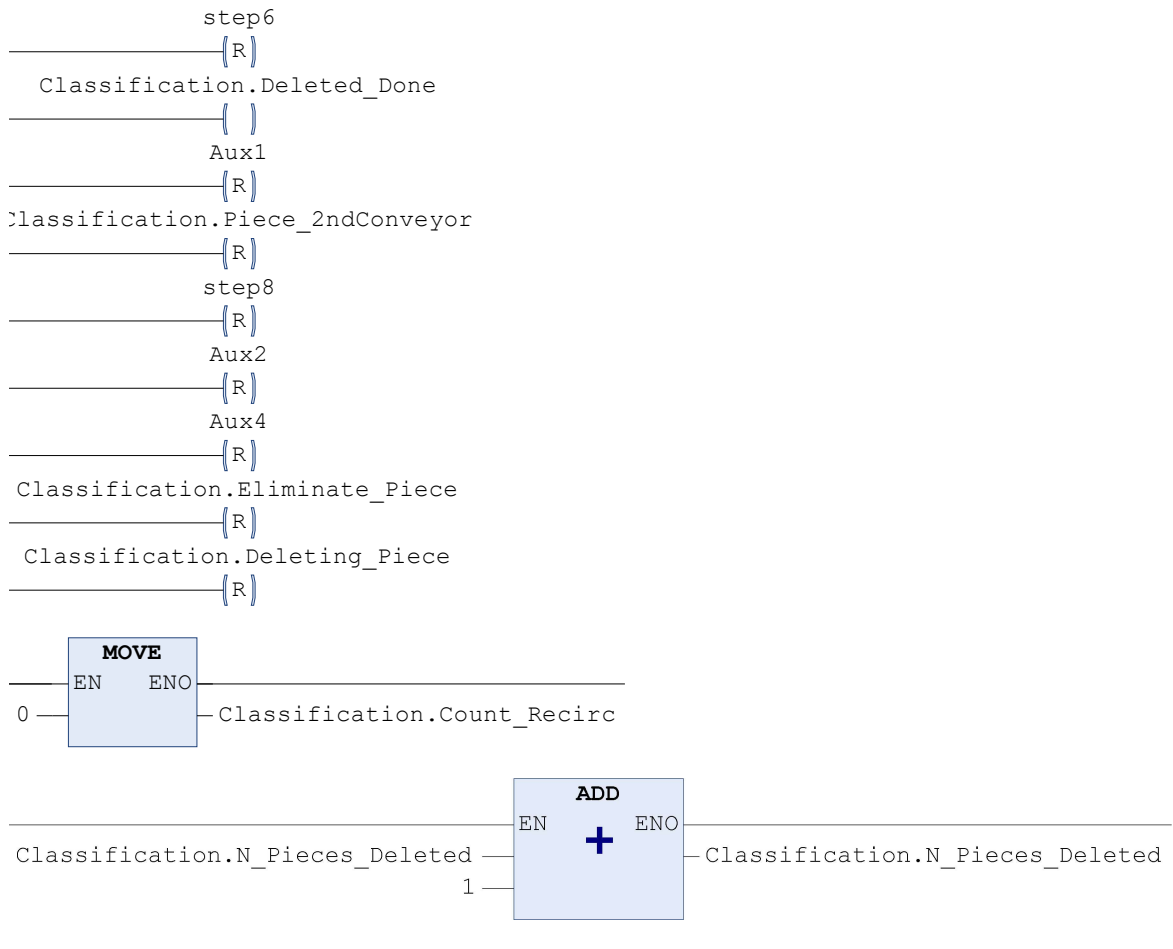 step6
R
Classification.Deleted_Done
Aux1
R
Classification.Piece_2ndConveyor
R
step8
R
Aux2
R
Aux4
R
Classification.Eliminate_Piece
R
Classification.Deleting_Piece
R
MOVE
EN ENO
0 Classification.Count_Recirc
ADD
EN ENO
+
Classification.N_Pieces_Deleted Classification.N_Pieces_Deleted
1